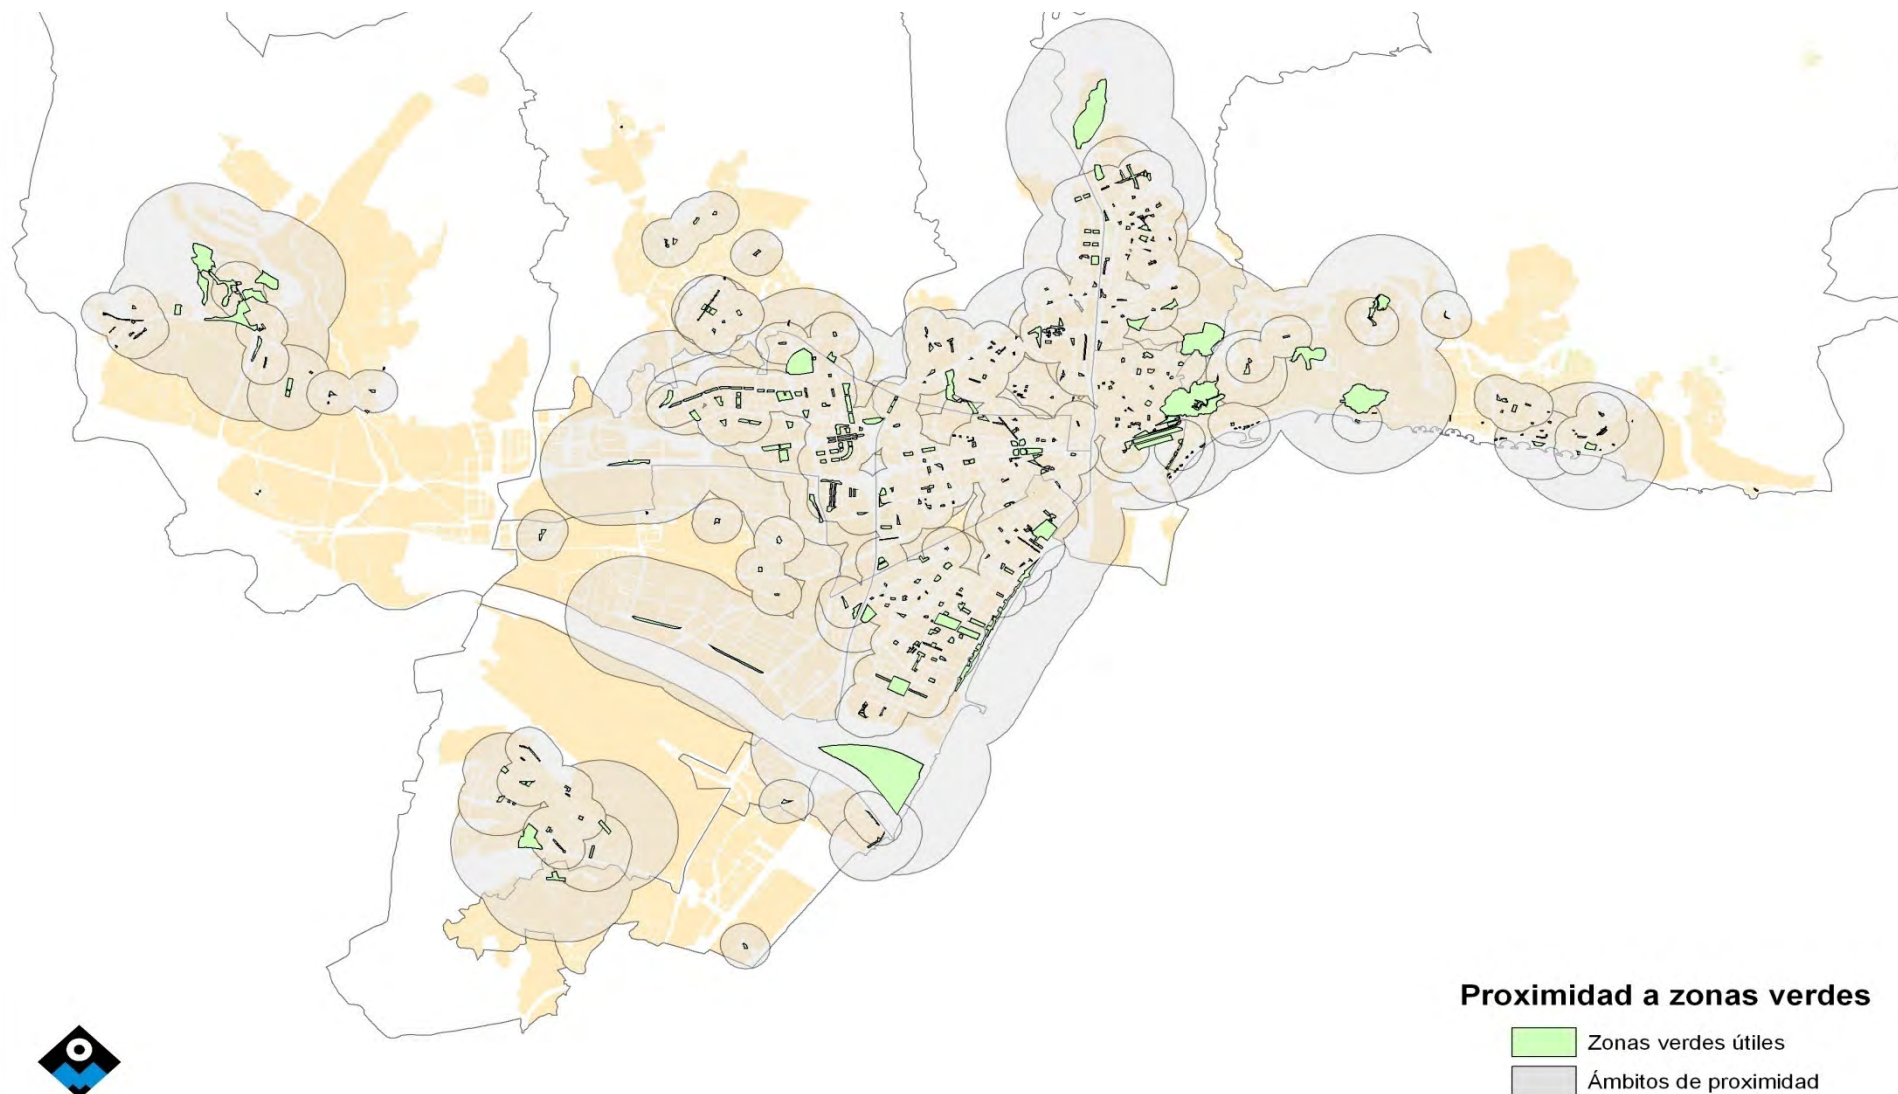 Proximidad a zonas verdes
Zonas verdes útiles
Ámbitos de proximidad